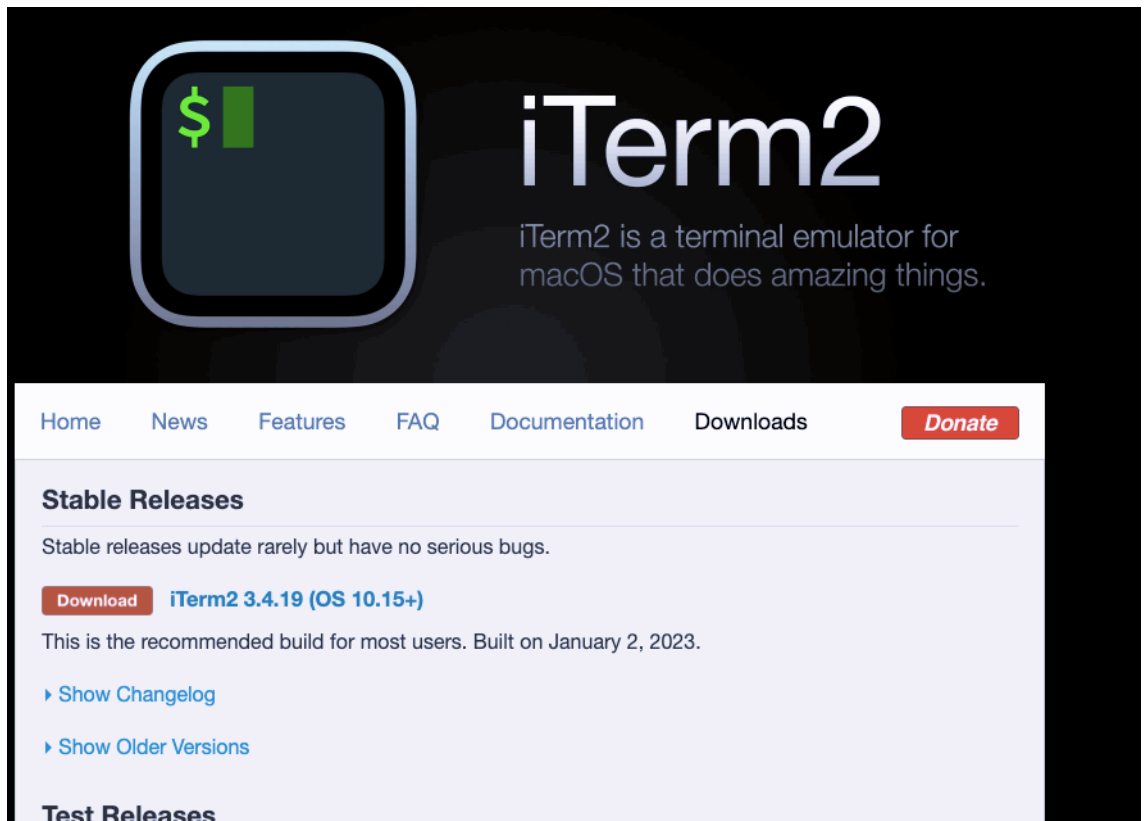 $
iTerm2
iTerm2 is a terminal emulator for
macOS that does amazing things.
Home News Features FAQ Documentation Downloads Donate
Stable Releases
Stable releases update rarely but have no serious bugs.
Download iTerm2 3.4.19 (OS 10.15+)
This is the recommended build for most users. Built on January 2, 2023.
Show Changelog
Show Older Versions
Test Releases